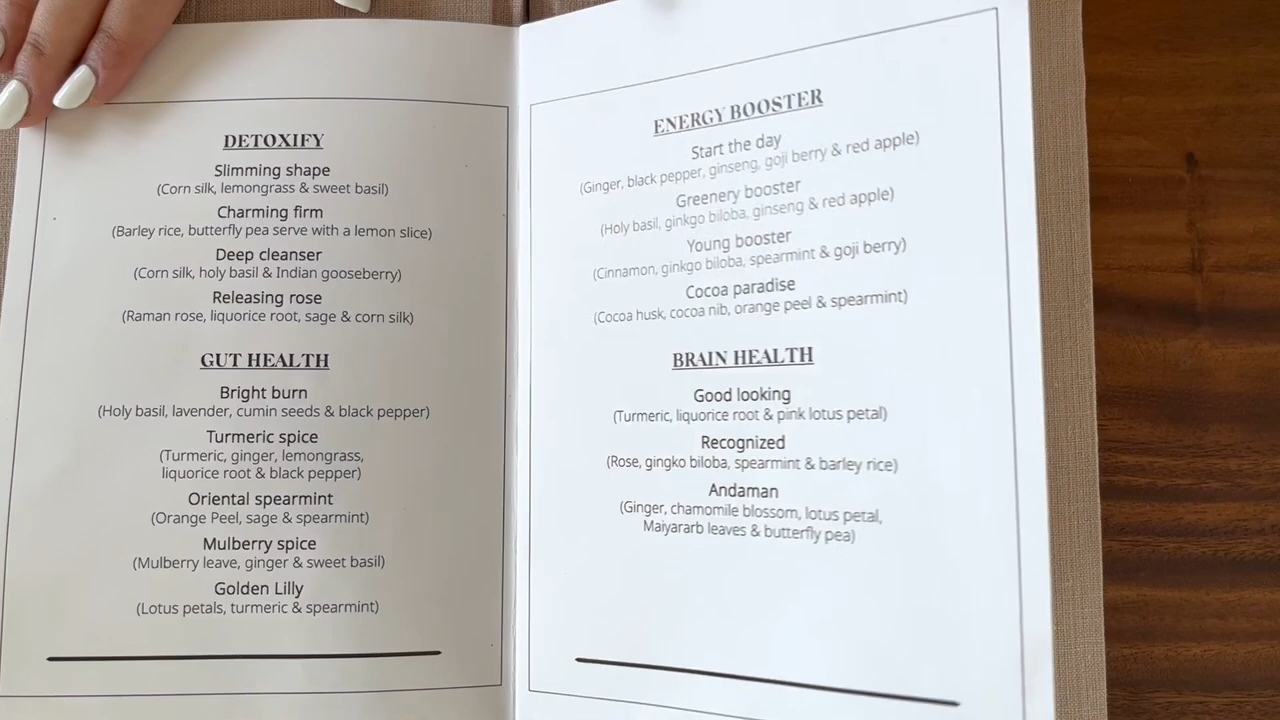 DETOXIFY
Slimming shape
(Corn silk, lemongrass & sweet basil)
Charming firm
(Barley rice, butterfly pea serve with a lemon slice)
Deep cleanser
(Corn silk, holy basil & Indian gooseberry)
Releasing rose
(Raman rose, liquorice root, sage & corn silk)
GUT HEALTH
Bright burn
(Holy basil, lavender, cumin seeds & black pepper)
Turmeric spice
(Turmeric, ginger, lemongrass,
liquorice root & black pepper)
Oriental spearmint
(Orange Peel, sage & spearmint)
Mulberry spice
(Mulberry leave, ginger & sweet basil)
Golden Lilly
(Lotus petals, turmeric & spearmint)
ENERGY BOOSTER
Start the day
(Ginger, black pepper, ginseng, goji berry & red apple)
Greenery booster
(Holy basil, ginkgo biloba, ginseng & red apple)
Young booster
(Cinnamon, ginkgo biloba, spearmint & goji berry)
Cocoa paradise
(Cocoa husk, cocoa nib, orange peel & spearmint)
BRAIN HEALTH
Good looking
(Turmeric, liquorice root & pink lotus petal)
Recognized
(Rose, gingko biloba, spearmint & barley rice)
Andaman
(Ginger, chamomile blossom, lotus petal,
Maiyararb leaves & butterfly pea)